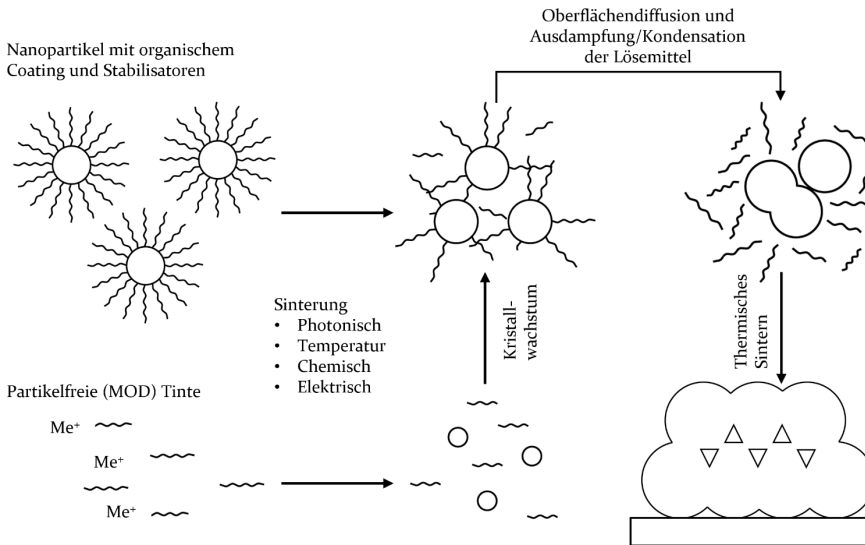 Oberflächendiffusion und
Ausdampfung/Kondensation
der Lösemittel
Nanopartikel mit organischem
Coating und Stabilisatoren
Sinterung
• Photonisch
• Temperatur
• Chemisch
• Elektrisch
Kristall-
wachstum
Thermisches
Sintern
Partikelfreie (MOD) Tinte
Me⁺
Me⁺
Me⁺